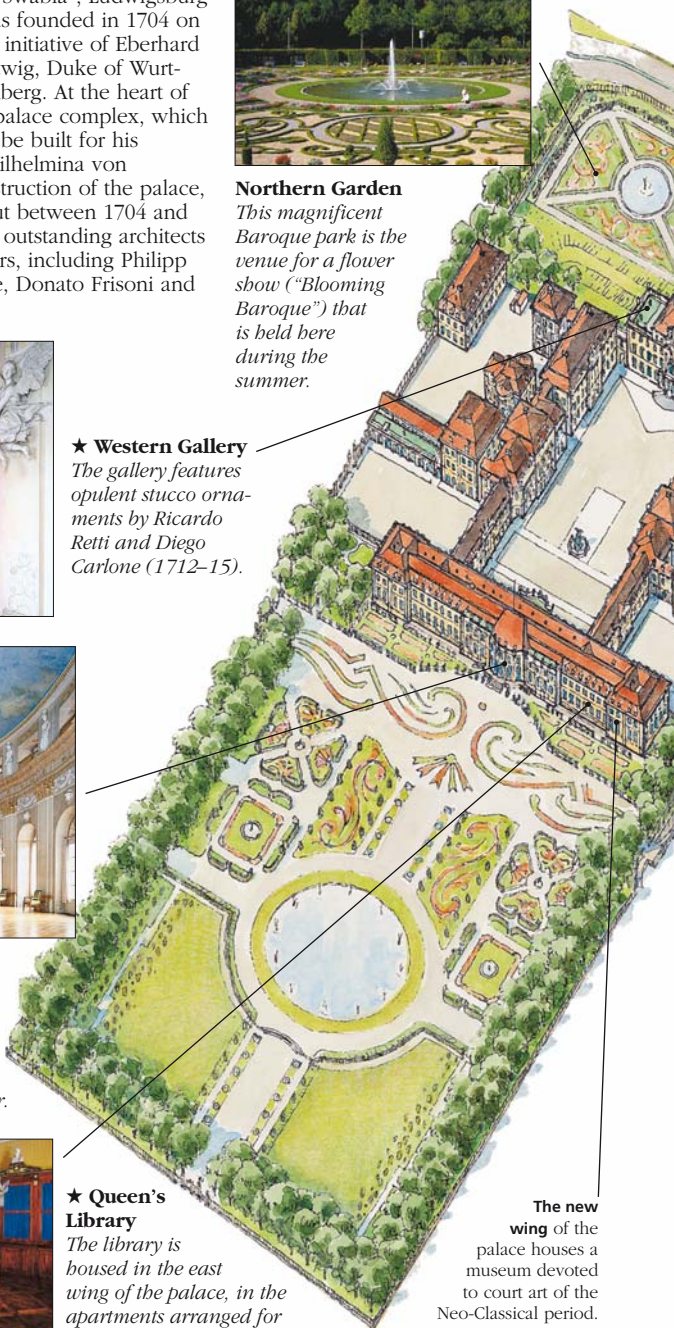 Swabia", Ludwigsburg
s founded in 1704 on
initiative of Eberhard
wig, Duke of Wurt-
berg. At the heart of
palace complex, which
be built for his
ilhelmina von
struction of the palace,
ut between 1704 and
outstanding architects
rs, including Philipp
e, Donato Frisoni and
Northern Garden
This magnificent
Baroque park is the
venue for a flower
show (“Blooming
Baroque”) that
is held here
during the
summer.
★ Western Gallery
The gallery features
opulent stucco orna-
ments by Ricardo
Retti and Diego
Carlone (1712–15).
r.
★ Queen's
Library
The library is
housed in the east
wing of the palace, in the
apartments arranged for
The new
wing of the
palace houses a
museum devoted
to court art of the
Neo-Classical period.